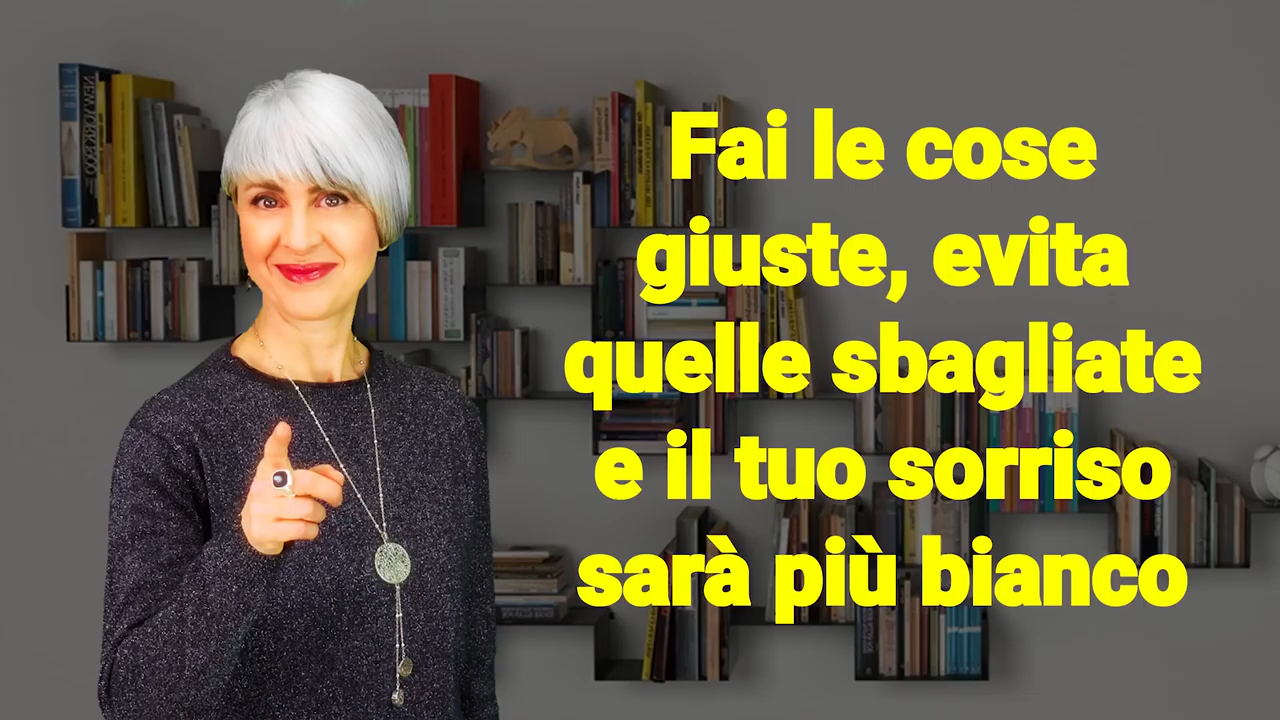 Fai le cose
giuste, evita
quelle sbagliate
e il tuo sorriso
sarà più bianco